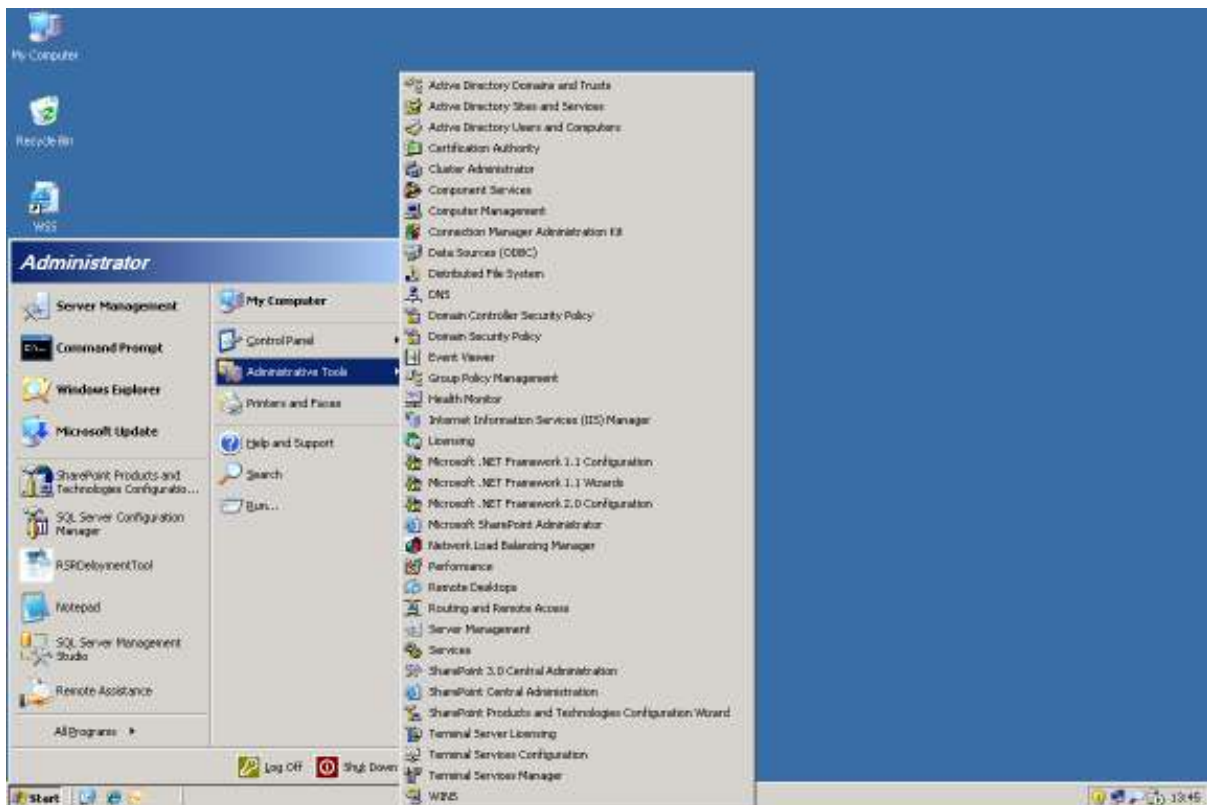 My Computer
Recycle Bin
WSS
Administrator
Server Management
Command Prompt
Windows Explorer
Microsoft Update
SharePoint Products and
Technologies Configuratio...
SQL Server Configuration
Manager
RSRDeloymentTool
Notepad
SQL Server Management
Studio
Remote Assistance
All Programs
My Computer
Control Panel
Administrative Tools
Printers and Faxes
Help and Support
Search
Run...
Log Off
Shut Down
Active Directory Domains and Trusts
Active Directory Sites and Services
Active Directory Users and Computers
Certification Authority
Cluster Administrator
Component Services
Computer Management
Connection Manager Administration Kit
Data Sources (ODBC)
Distributed File System
DNS
Domain Controller Security Policy
Domain Security Policy
Event Viewer
Group Policy Management
Health Monitor
Internet Information Services (IIS) Manager
Licensing
Microsoft .NET Framework 1.1 Configuration
Microsoft .NET Framework 1.1 Wizards
Microsoft .NET Framework 2.0 Configuration
Microsoft SharePoint Administrator
Network Load Balancing Manager
Performance
Remote Desktops
Routing and Remote Access
Server Management
Services
SharePoint 3.0 Central Administration
SharePoint Central Administration
SharePoint Products and Technologies Configuration Wizard
Terminal Server Licensing
Terminal Services Configuration
Terminal Services Manager
WINS
Start
13:45